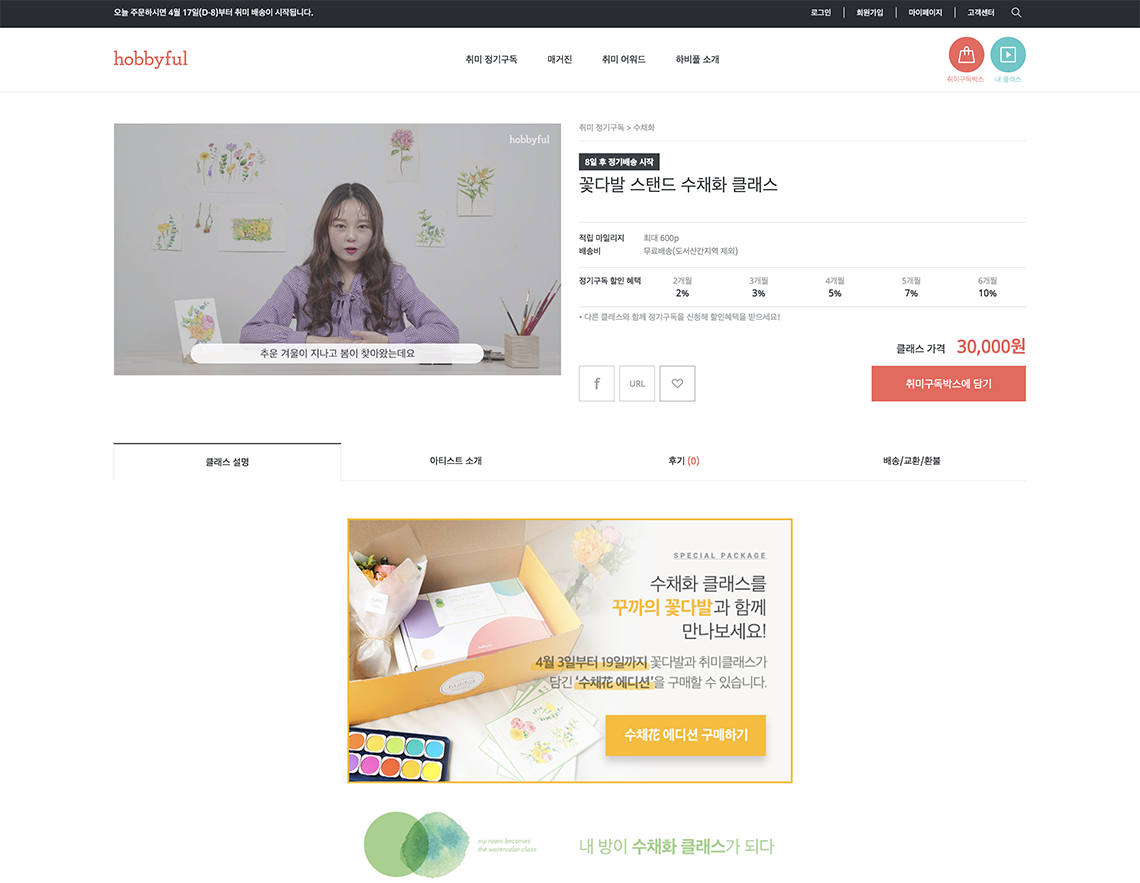 오늘 주문하시면 4월 17일(D-8)부터 취미 배송이 시작됩니다.
로그인
회원가입
마이페이지
고객센터
hobbyful
취미 정기구독
매거진
취미 어워드
하비풀 소개
취미구독박스
내 클래스
hobbyful
추운 겨울이 지나고 봄이 찾아왔는데요
취미 정기구독 > 수채화
8일 후 정기배송 시작
꽃다발 스탠드 수채화 클래스
적립 마일리지 최대 600p
배송비 무료배송(도서산간지역 제외)
정기구독 할인 혜택 2개월 3개월 4개월 5개월 6개월
2% 3% 5% 7% 10%
• 다른 클래스와 함께 정기구독을 신청해 할인혜택을 받으세요!
클래스 가격 30,000원
f
URL
취미구독박스에 담기
클래스 설명
아티스트 소개
후기 (0)
배송/교환/환불
SPECIAL PACKAGE
수채화 클래스를
꾸까의 꽃다발과 함께
만나보세요!
4월 3일부터 19일까지 꽃다발과 취미클래스가
담긴 '수채花 에디션'을 구매할 수 있습니다.
수채花 에디션 구매하기
my room becomes
the watercolor class
내 방이 수채화 클래스가 되다